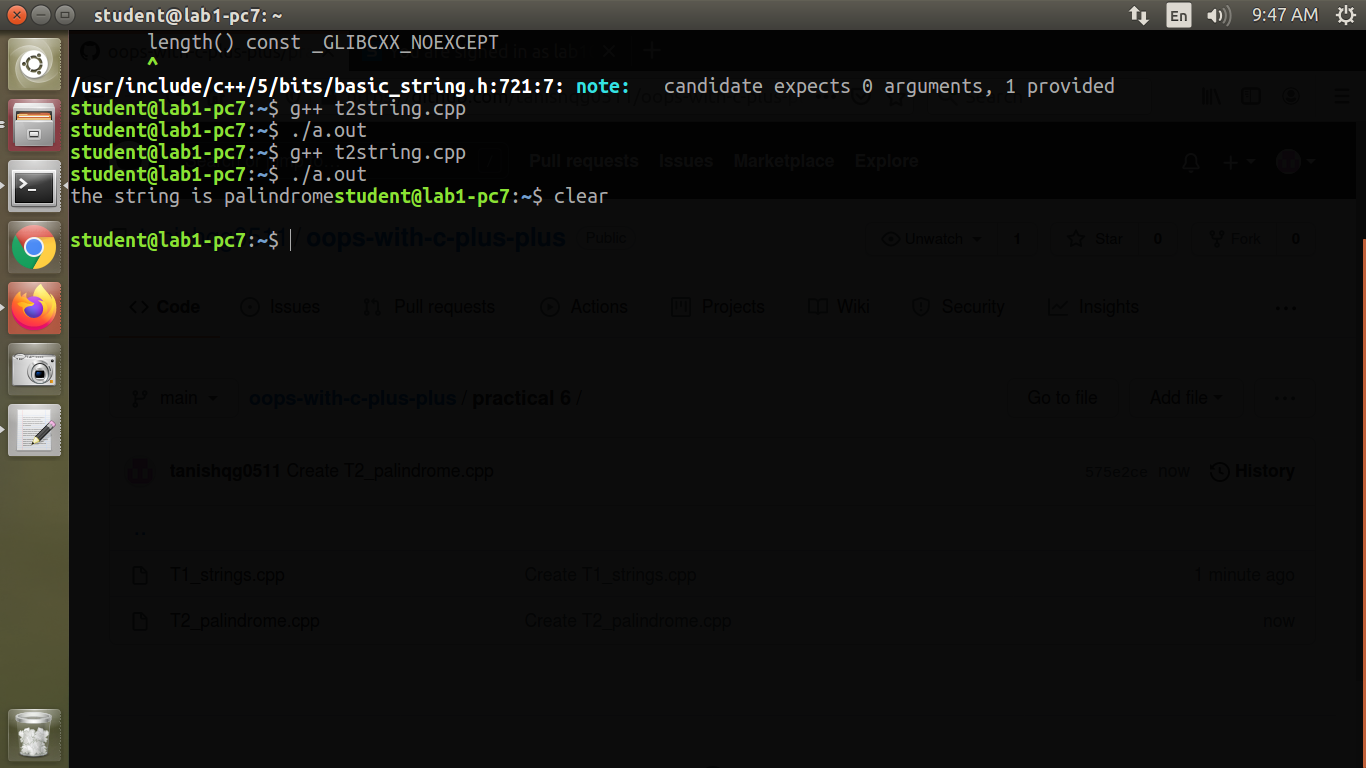 student@lab1-pc7: ~
En
9:47 AM
length() const _GLIBCXX_NOEXCEPT
^
/usr/include/c++/5/bits/basic_string.h:721:7: note:   candidate expects 0 arguments, 1 provided
student@lab1-pc7:~$ g++ t2string.cpp
student@lab1-pc7:~$ ./a.out
student@lab1-pc7:~$ g++ t2string.cpp
Pull requests Issues Marketplace Explore
student@lab1-pc7:~$ ./a.out
the string is palindromestudent@lab1-pc7:~$ clear
student@lab1-pc7:~$
/ oops-with-c-plus-plus Public
Unwatch 1 Star 0 Fork 0
Code Issues Pull requests Actions Projects Wiki Security Insights ...
main oops-with-c-plus-plus / practical 6 / Go to file Add file ...
tanishqg0511 Create T2_palindrome.cpp 575e2ce now History
..
T1_strings.cpp Create T1_strings.cpp 1 minute ago
T2_palindrome.cpp Create T2_palindrome.cpp now